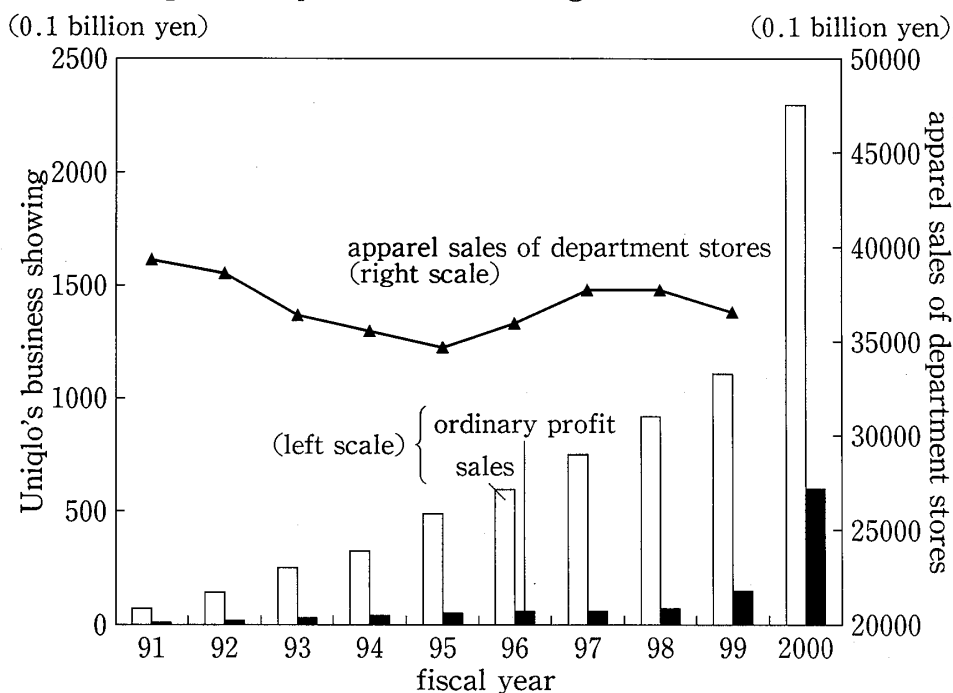 (0.1 billion yen)
(0.1 billion yen)
2500
2000
1500
1000
500
0
Uniqlo's business showing
50000
45000
40000
35000
30000
25000
20000
apparel sales of department stores
apparel sales of department stores
(right scale)
(left scale)
ordinary profit
sales
91 92 93 94 95 96 97 98 99 2000
fiscal year